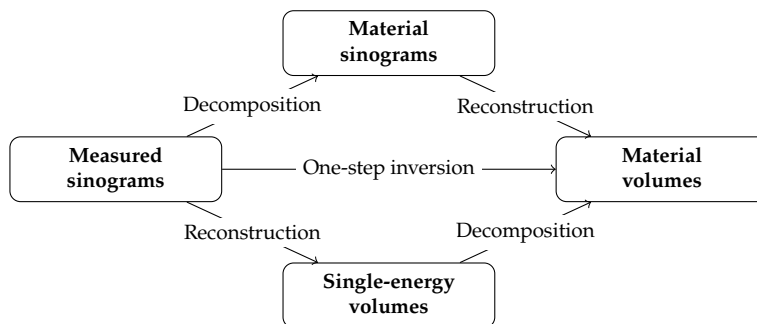 Material
sinograms
Decomposition
Reconstruction
Measured
sinograms
One-step inversion
Material
volumes
Reconstruction
Decomposition
Single-energy
volumes